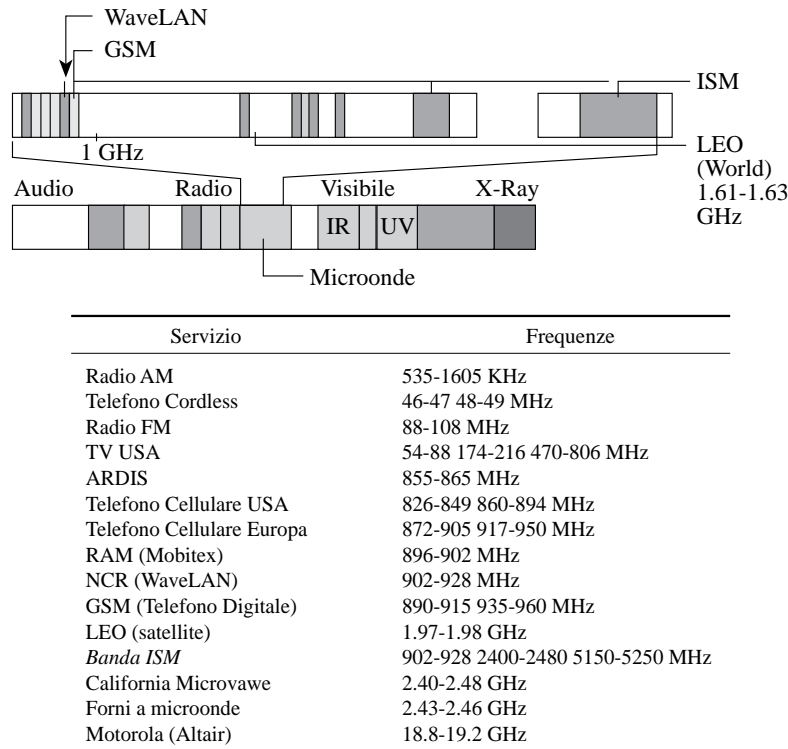 WaveLAN
GSM
ISM
1 GHz
LEO
(World)
1.61-1.63
GHz
Audio Radio Visibile X-Ray
IR UV
Microonde
Servizio Frequenze
Radio AM 535-1605 KHz
Telefono Cordless 46-47 48-49 MHz
Radio FM 88-108 MHz
TV USA 54-88 174-216 470-806 MHz
ARDIS 855-865 MHz
Telefono Cellulare USA 826-849 860-894 MHz
Telefono Cellulare Europa 872-905 917-950 MHz
RAM (Mobitex) 896-902 MHz
NCR (WaveLAN) 902-928 MHz
GSM (Telefono Digitale) 890-915 935-960 MHz
LEO (satellite) 1.97-1.98 GHz
Banda ISM 902-928 2400-2480 5150-5250 MHz
California Microvawe 2.40-2.48 GHz
Forni a microonde 2.43-2.46 GHz
Motorola (Altair) 18.8-19.2 GHz